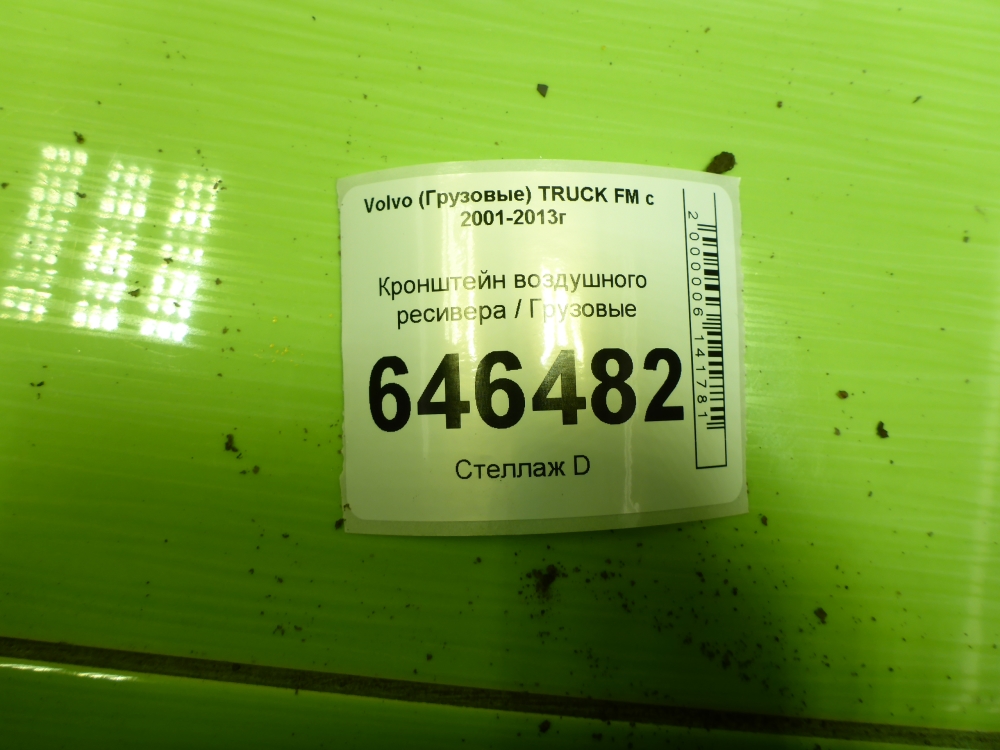 Volvo (Грузовые) TRUCK FM с
2001-2013г
Кронштейн воздушного
ресивера / Грузовые
646482
Стеллаж D
2000006141781